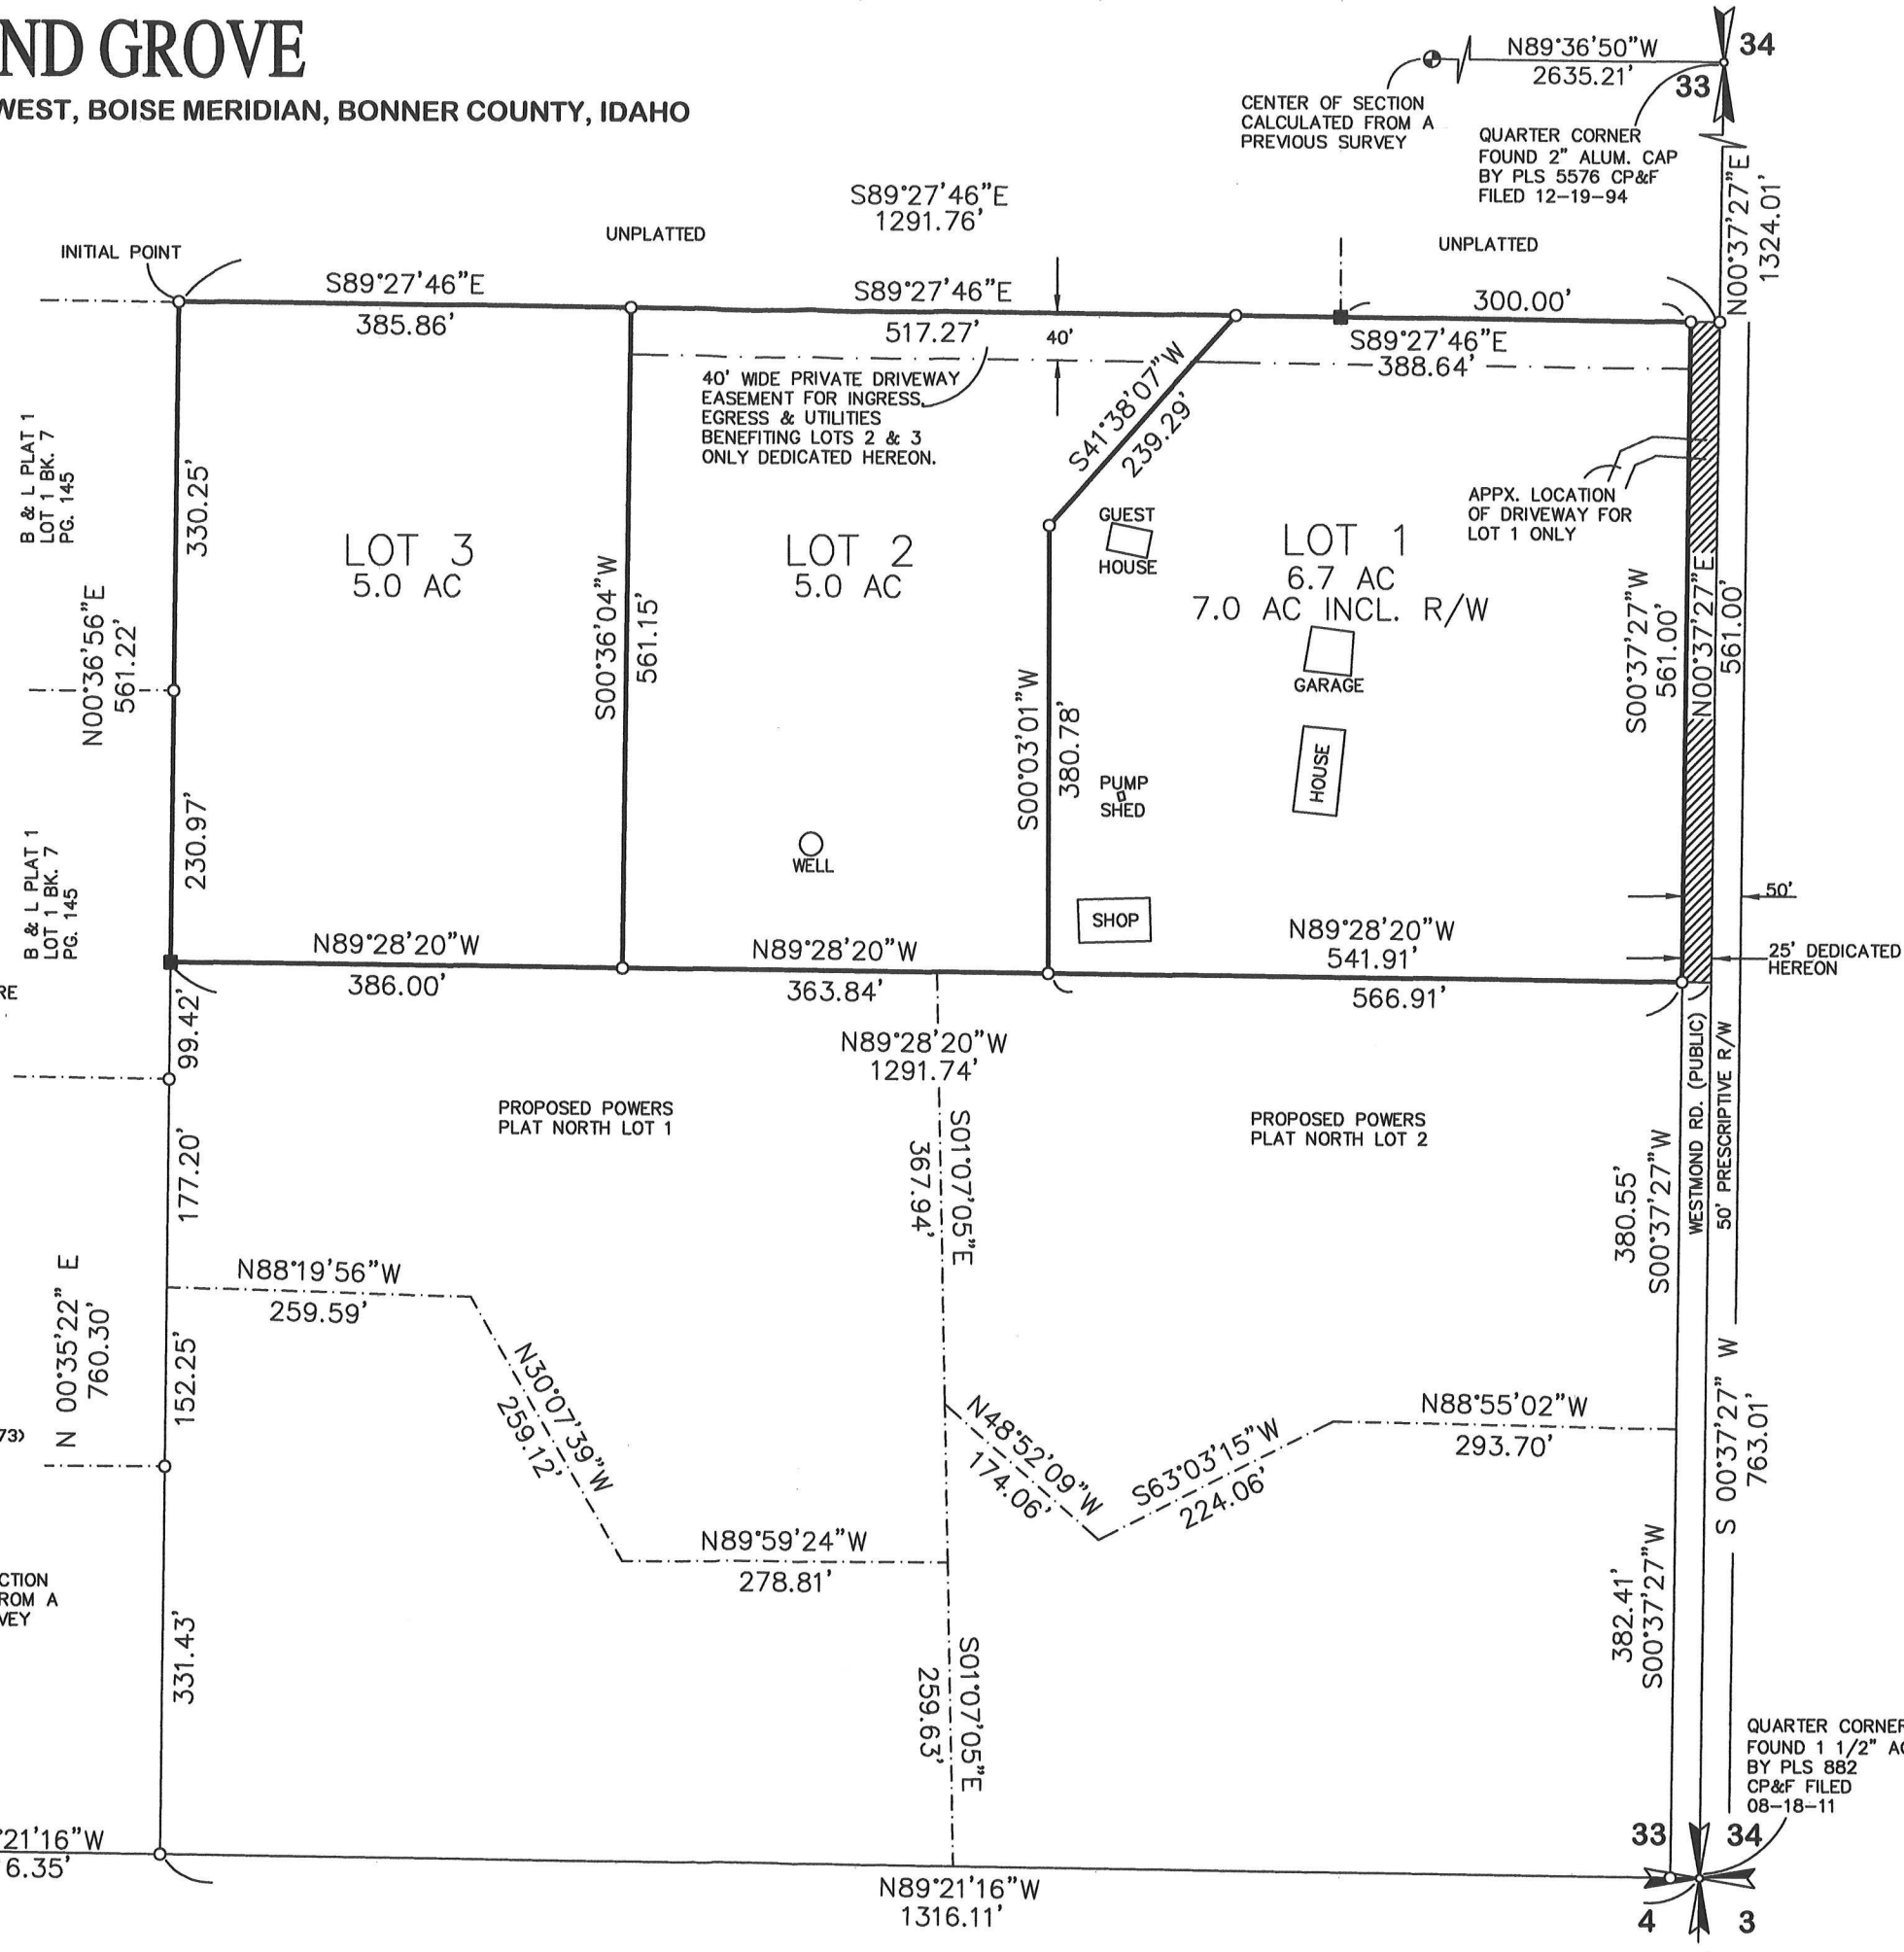 ND GROVE
WEST, BOISE MERIDIAN, BONNER COUNTY, IDAHO
N89°36'50"W
2635.21'
34
33
CENTER OF SECTION
CALCULATED FROM A
PREVIOUS SURVEY
QUARTER CORNER
FOUND 2" ALUM. CAP
BY PLS 5576 CP&F
FILED 12-19-94
N00°37'27"E
1324.01'
S89°27'46"E
1291.76'
UNPLATTED
UNPLATTED
INITIAL POINT
S89°27'46"E
385.86'
S89°27'46"E
517.27'
40'
300.00'
S89°27'46"E
388.64'
40' WIDE PRIVATE DRIVEWAY
EASEMENT FOR INGRESS,
EGRESS & UTILITIES
BENEFITING LOTS 2 & 3
ONLY DEDICATED HEREON.
S41°38'07"W
239.29'
B & L PLAT 1
LOT 1 BK. 7
PG. 145
330.25'
LOT 3
5.0 AC
LOT 2
5.0 AC
GUEST
HOUSE
LOT 1
6.7 AC
7.0 AC INCL. R/W
APPX. LOCATION
OF DRIVEWAY FOR
LOT 1 ONLY
N00°36'56"E
561.22'
S00°36'04"W
561.15'
S00°37'27"W
561.00'
N00°37'27"E
561.00'
GARAGE
HOUSE
S00°03'01"W
380.78'
PUMP
SHED
WELL
SHOP
B & L PLAT 1
LOT 1 BK. 7
PG. 145
230.97'
50'
25' DEDICATED
HEREON
N89°28'20"W
386.00'
N89°28'20"W
363.84'
N89°28'20"W
541.91'
566.91'
RE
99.42'
N89°28'20"W
1291.74'
WESTMOND RD. (PUBLIC)
50' PRESCRIPTIVE R/W
PROPOSED POWERS
PLAT NORTH LOT 1
PROPOSED POWERS
PLAT NORTH LOT 2
177.20'
S01°07'05"E
367.94'
380.55'
S00°37'27"W
N88°19'56"W
259.59'
N 00°35'22" E
760.30'
152.25'
N30°07'39"W
259.12'
N48°52'09"W
174.06'
S63°03'15"W
224.06'
N88°55'02"W
293.70'
S 00°37'27" W
763.01'
73)
N89°59'24"W
278.81'
382.41'
S00°37'27"W
CTION
ROM A
VEY
331.43'
S01°07'05"E
259.63'
QUARTER CORNER
FOUND 1 1/2" A
BY PLS 882
CP&F FILED
08-18-11
°21'16"W
6.35'
N89°21'16"W
1316.11'
33
34
4
3